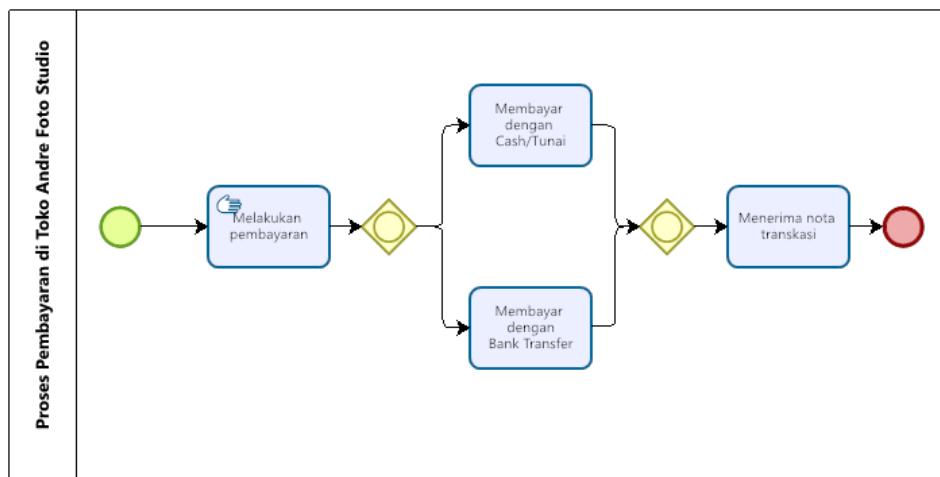 Proses Pembayaran di Toko Andre Foto Studio
Melakukan
pembayaran
Membayar
dengan
Cash/Tunai
Membayar
dengan
Bank Transfer
Menerima nota
transkasi